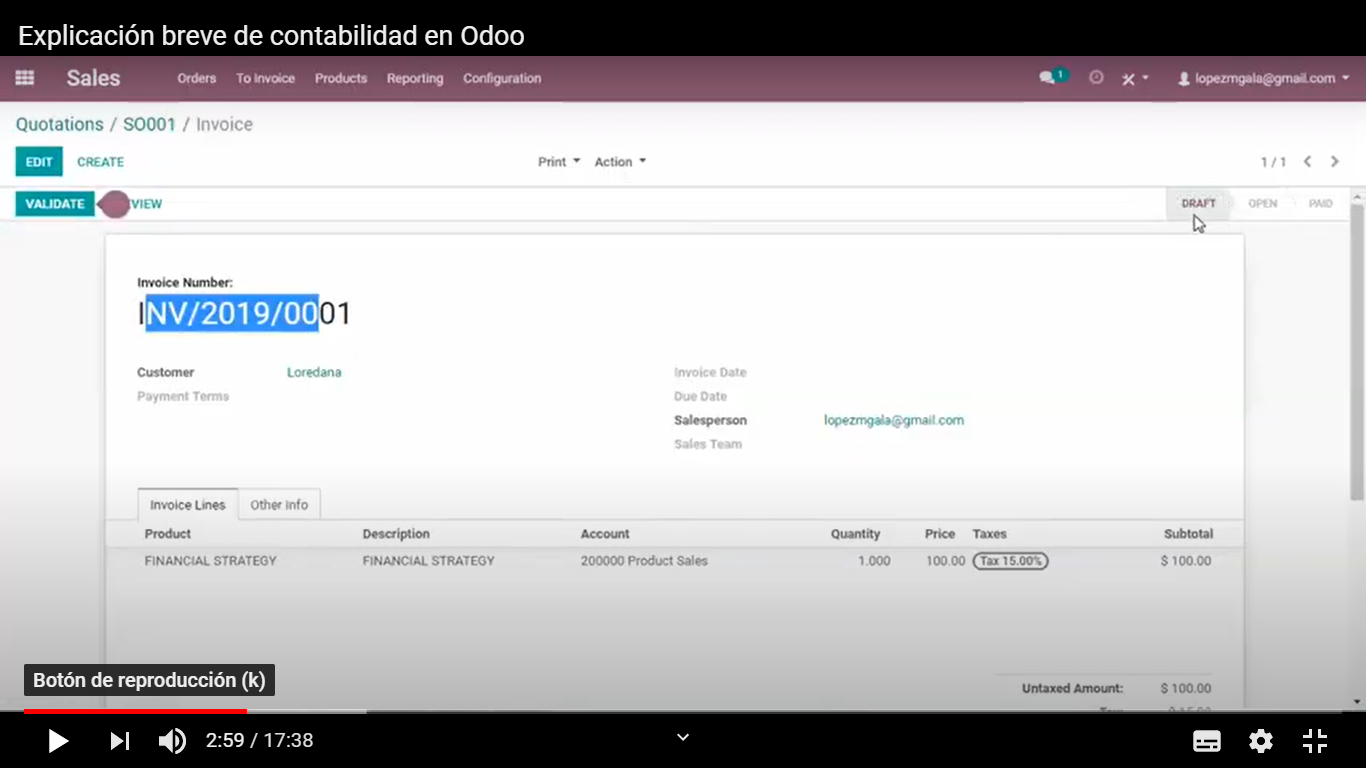 Explicación breve de contabilidad en Odoo
Sales Orders To Invoice Products Reporting Configuration 1 lopezmgala@gmail.com
Quotations / SO001 / Invoice
EDIT CREATE Print Action 1 / 1
VALIDATE VIEW DRAFT OPEN PAID
Invoice Number:
INV/2019/0001
Customer Loredana Invoice Date
Payment Terms Due Date
Salesperson lopezmgala@gmail.com
Sales Team
Invoice Lines Other Info
Product Description Account Quantity Price Taxes Subtotal
FINANCIAL STRATEGY FINANCIAL STRATEGY 200000 Product Sales 1.000 100.00 Tax 15.00% $ 100.00
Botón de reproducción (k)
Untaxed Amount: $ 100.00
2:59 / 17:38